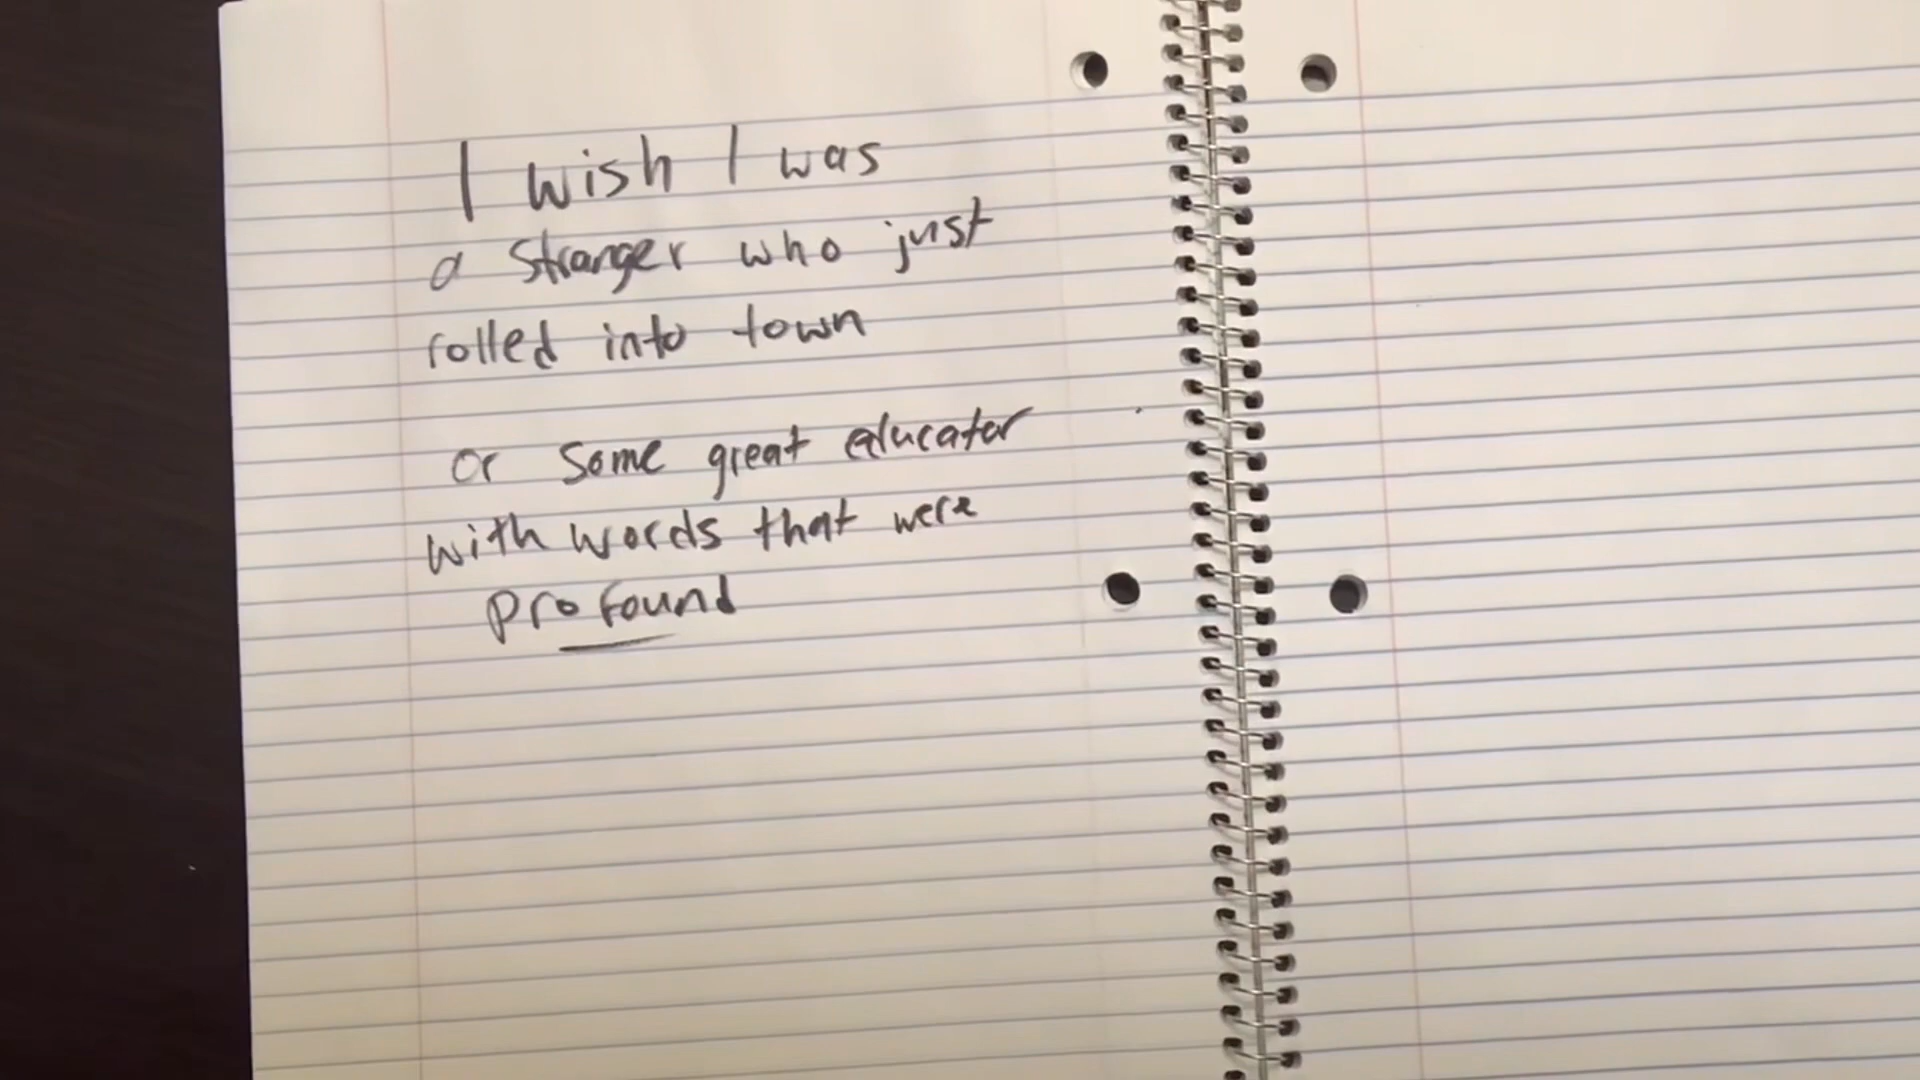 I wish I was
a stranger who just
rolled into town
or some great educator
with words that were
profound